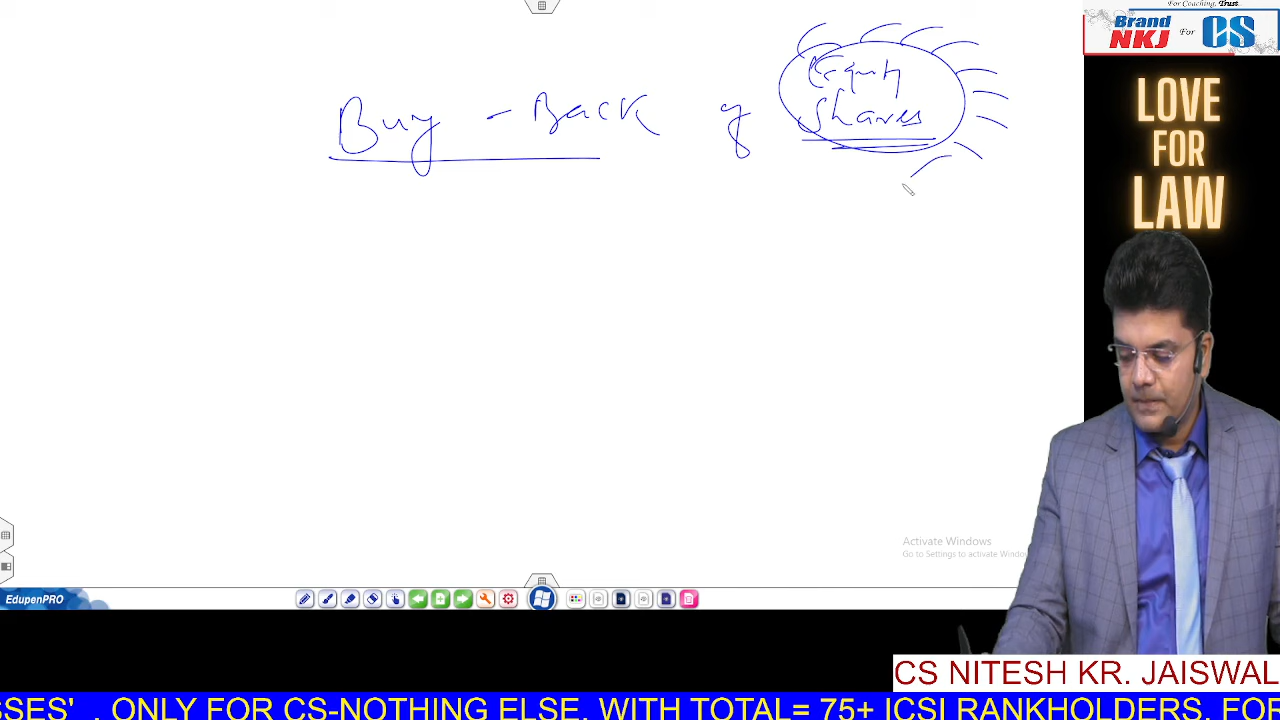 For Coaching, Trust
Brand
NKJ
For
CS
Equity
Buy - Back of
Shares
LOVE
FOR
LAW
Activate Windows
Go to Settings to activate Windo
EdupenPRO
CS NITESH KR. JAISWAL
SSES' , ONLY FOR CS-NOTHING ELSE, WITH TOTAL= 75+ ICSI RANKHOLDERS, FOR